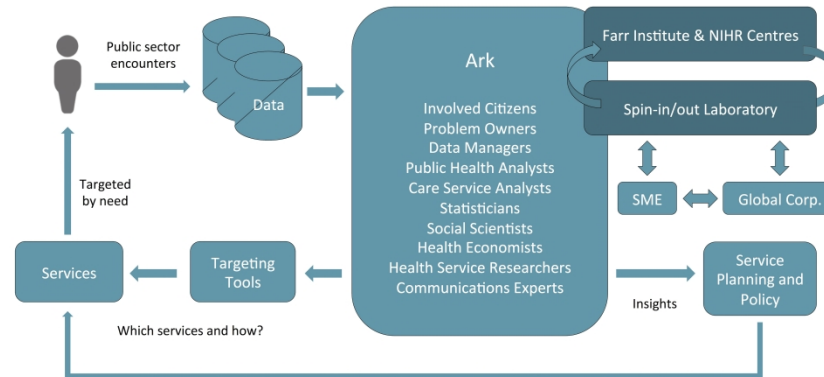 Public sector
encounters
Data
Ark
Involved Citizens
Problem Owners
Data Managers
Public Health Analysts
Care Service Analysts
Statisticians
Social Scientists
Health Economists
Health Service Researchers
Communications Experts
Farr Institute & NIHR Centres
Spin-in/out Laboratory
SME
Global Corp.
Targeted
by need
Services
Targeting
Tools
Insights
Service
Planning and
Policy
Which services and how?